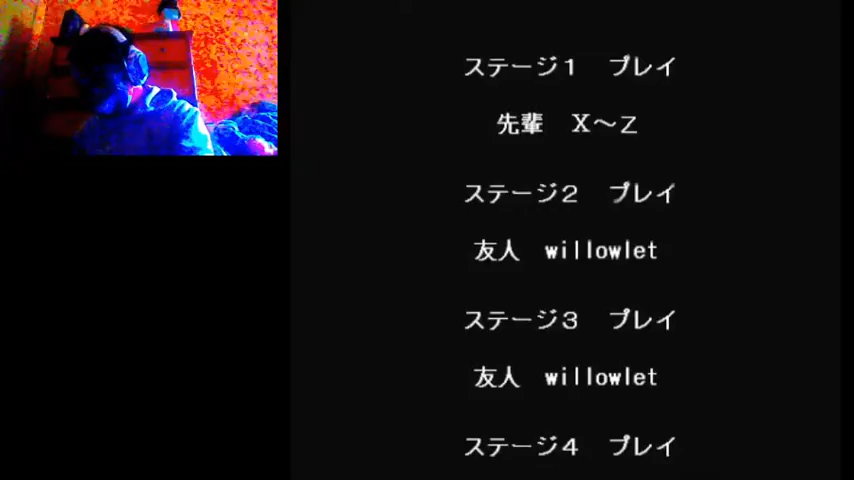 ステージ1　プレイ
先輩　X～Z
ステージ2　プレイ
友人　willowlet
ステージ3　プレイ
友人　willowlet
ステージ4　プレイ